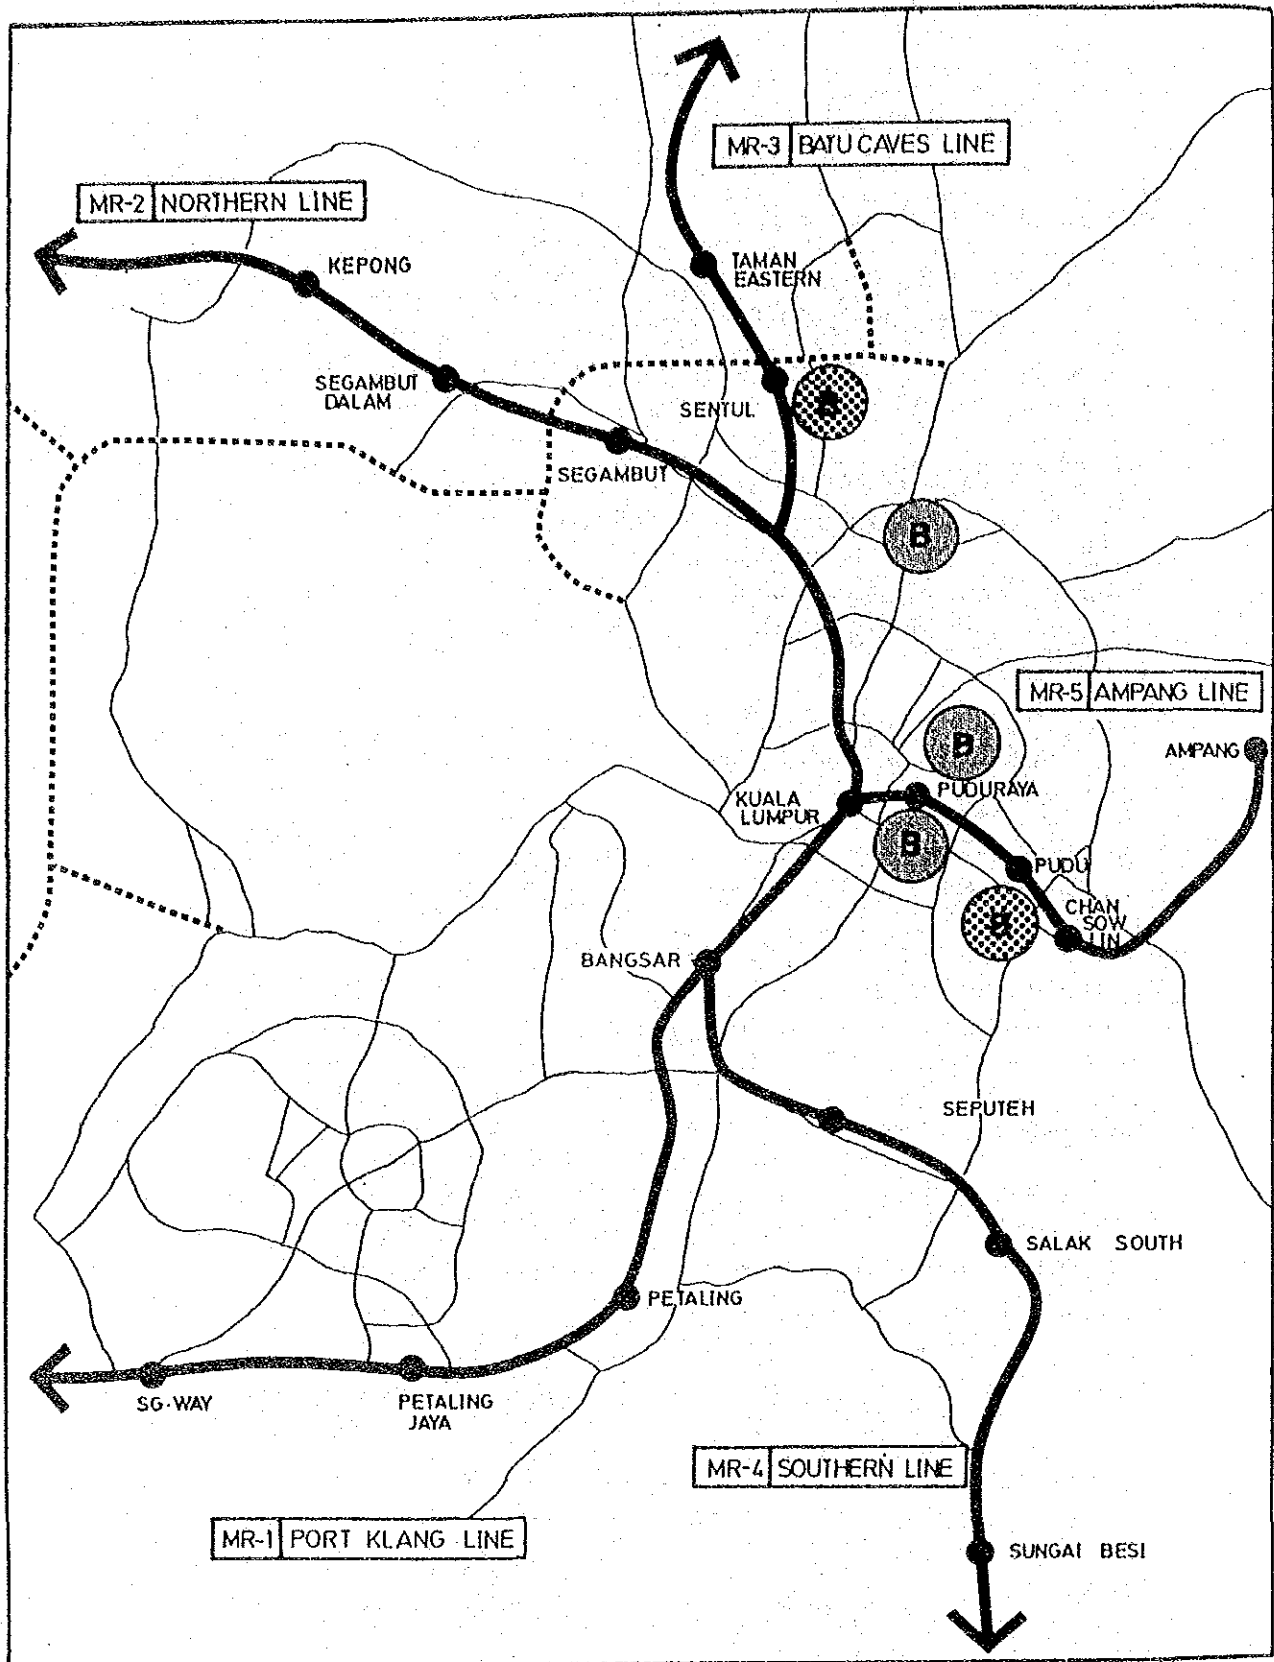 MR-3 BATU CAVES LINE
MR-2 NORTHERN LINE
KEPONG
TAMAN
EASTERN
SEGAMBUT
DALAM
SENTUL
SEGAMBUT
B
MR-5 AMPANG LINE
B
AMPANG
KUALA
LUMPUR
PUDURAYA
B
PUDU
CHAN
SOW
LIN
BANGSAR
SEPUTEH
SALAK SOUTH
PETALING
SG·WAY
PETALING
JAYA
MR-4 SOUTHERN LINE
MR-1 PORT KLANG LINE
SUNGAI BESI